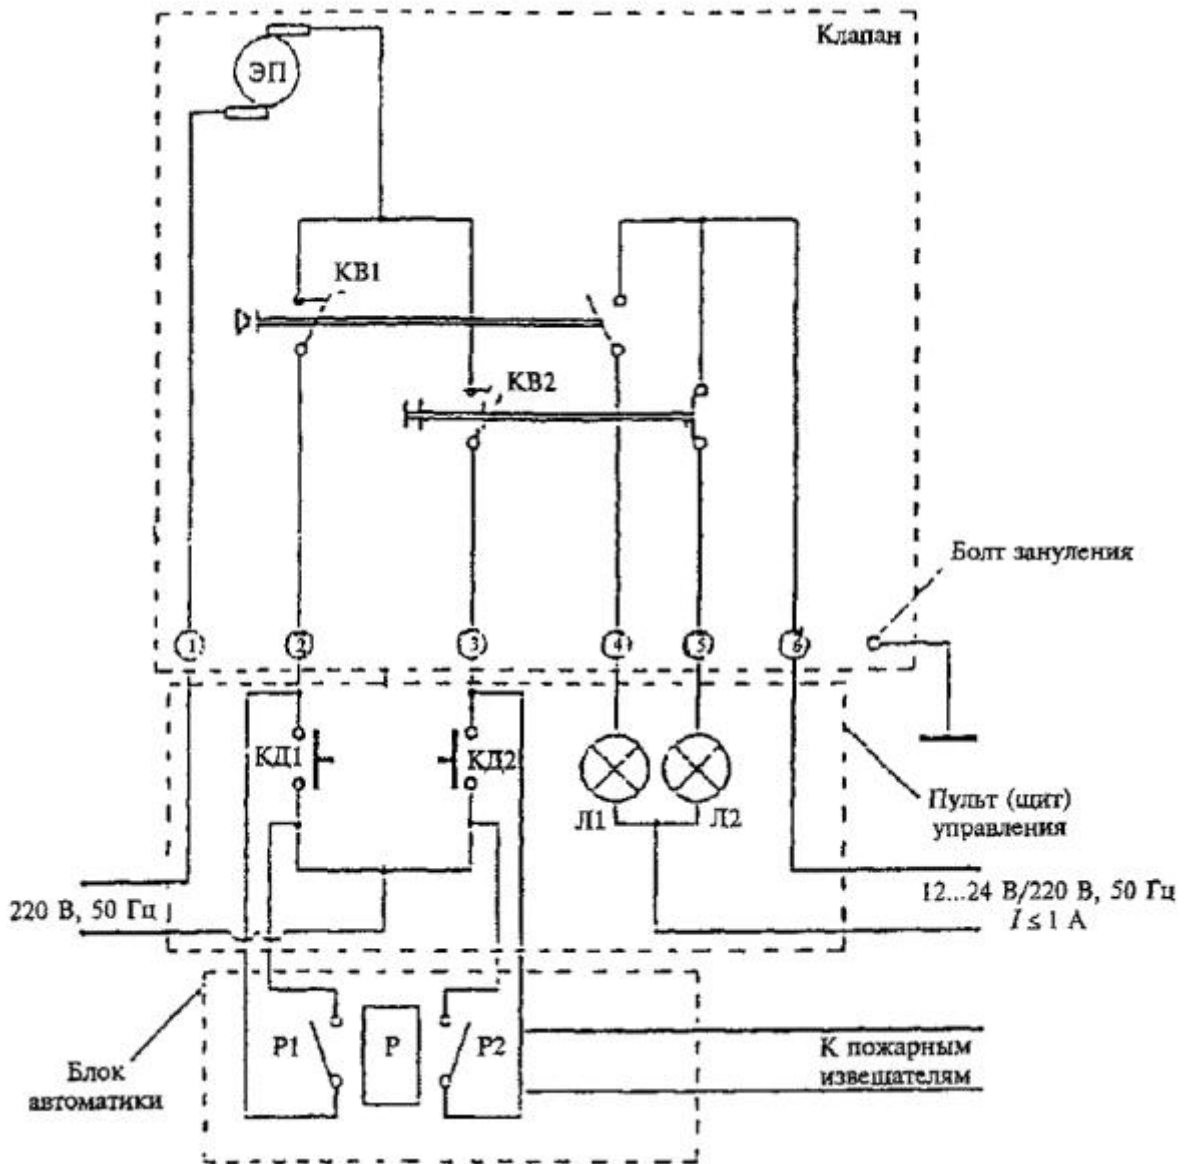 Клапан
ЭП
КВ1
КВ2
Болт зануления
1
2
3
4
5
6
КД1
КД2
Л1
Л2
Пульт (щит)
управления
220 В, 50 Гц
12...24 В/220 В, 50 Гц
I ≤ 1 А
Р1
Р
Р2
К пожарным
извещателям
Блок
автоматики